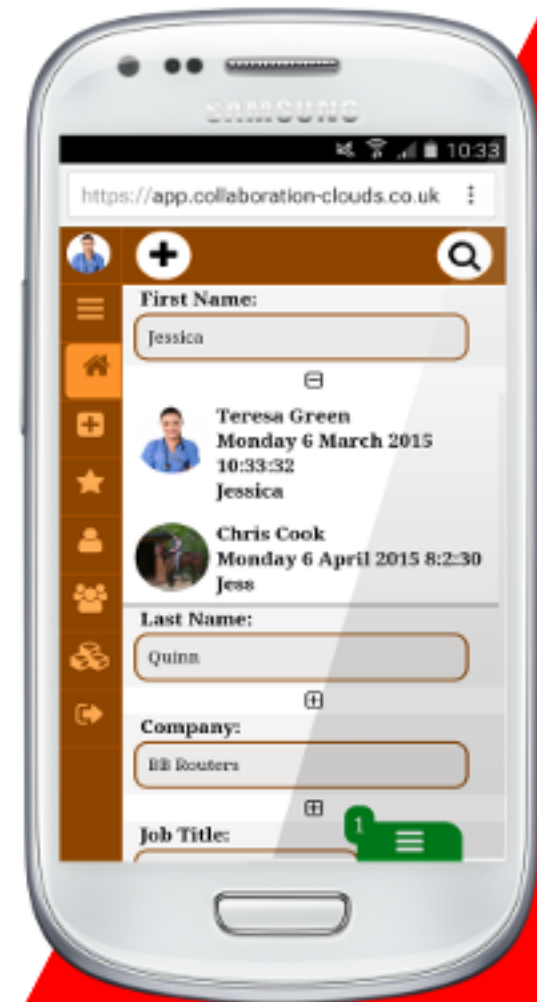 SAMSUNG
10:33
https://app.collaboration-clouds.co.uk
First Name:
Jessica
Teresa Green
Monday 6 March 2015
10:33:32
Jessica
Chris Cook
Monday 6 April 2015 8:2:30
Jess
Last Name:
Quinn
Company:
BB Routers
1
Job Title: